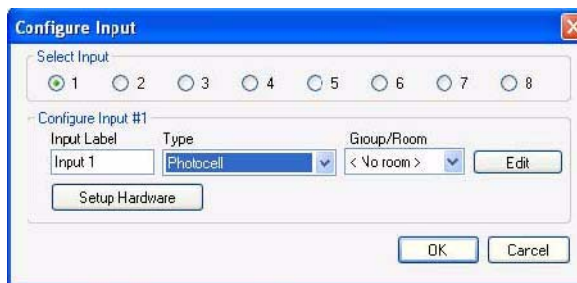 Configure Input
Select Input
1 2 3 4 5 6 7 8
Configure Input #1
Input Label Type Group/Room
Input 1 Photocell < No room > Edit
Setup Hardware
OK Cancel